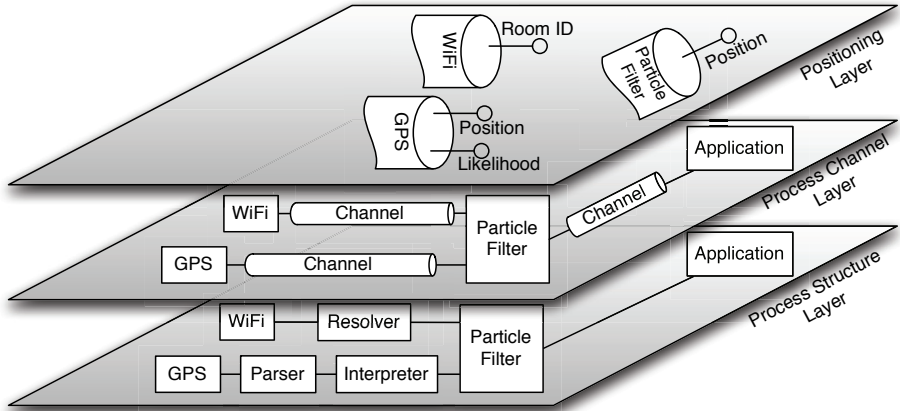 Room ID
WiFi
Particle
Filter
Position
Positioning
Layer
GPS
Position
Likelihood
Application
Process Channel
Layer
WiFi
Channel
Particle
Filter
Channel
GPS
Channel
Application
Process Structure
Layer
WiFi
Resolver
Particle
Filter
GPS
Parser
Interpreter